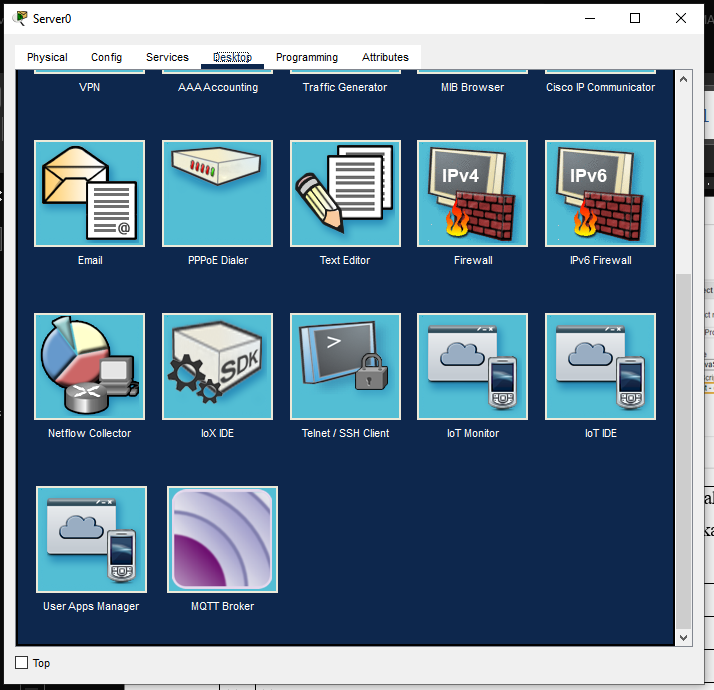 Server0
Physical Config Services Desktop Programming Attributes
VPN AAA Accounting Traffic Generator MIB Browser Cisco IP Communicator
IPv4 IPv6
@
Email PPPoE Dialer Text Editor Firewall IPv6 Firewall
SDK
>
Netflow Collector IoX IDE Telnet / SSH Client IoT Monitor IoT IDE
User Apps Manager MQTT Broker
Top